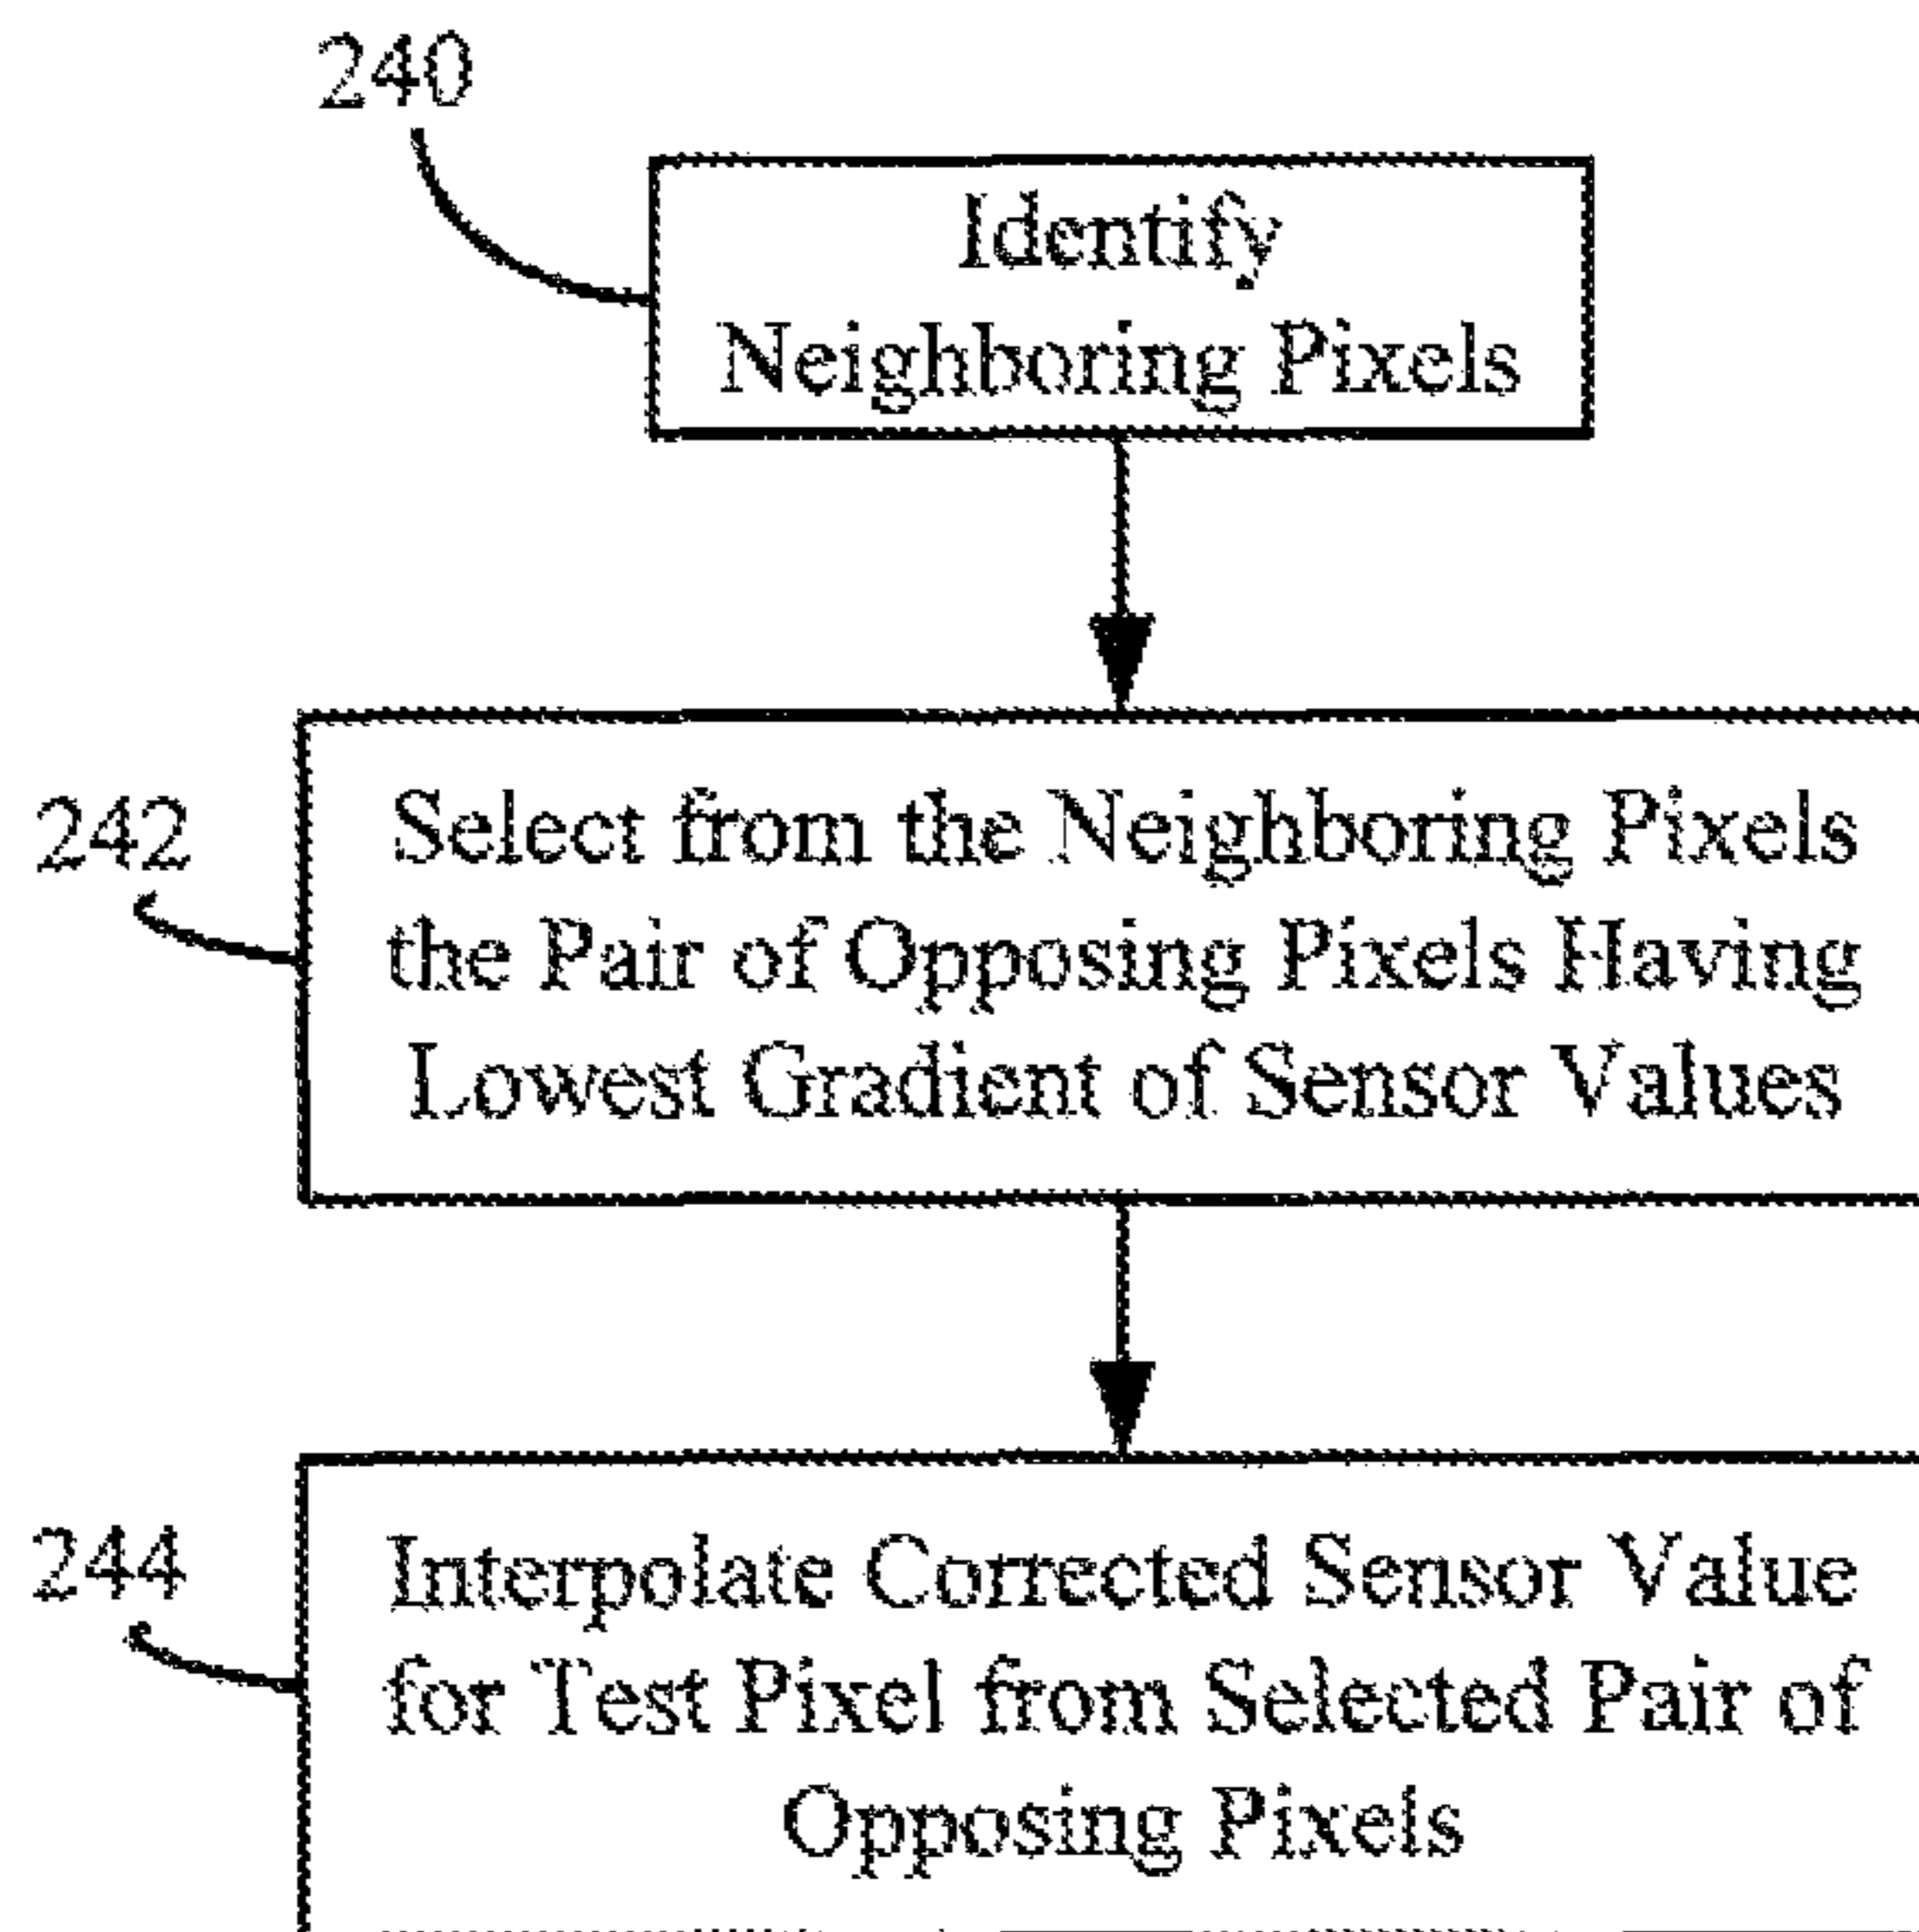 240
Identify
Neighboring Pixels
242
Select from the Neighboring Pixels
the Pair of Opposing Pixels Having
Lowest Gradient of Sensor Values
244
Interpolate Corrected Sensor Value
for Test Pixel from Selected Pair of
Opposing Pixels